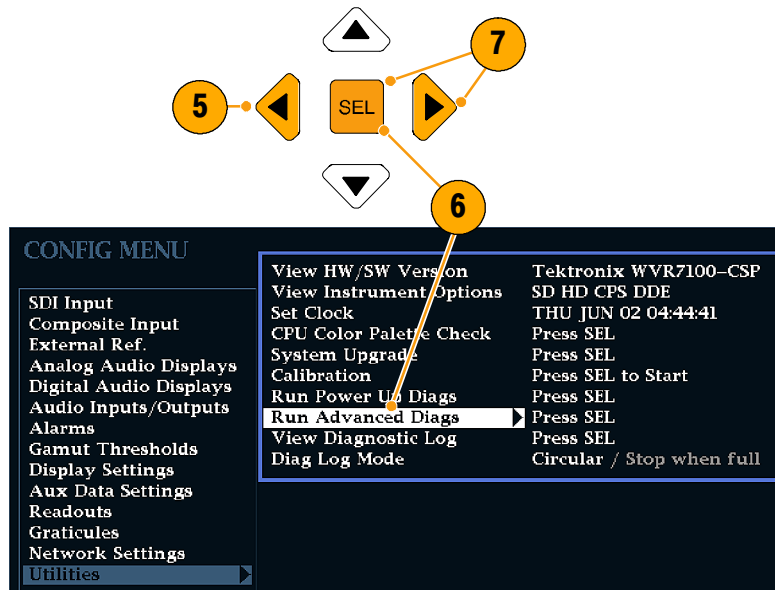 7
5
SEL
6
CONFIG MENU
SDI Input
Composite Input
External Ref.
Analog Audio Displays
Digital Audio Displays
Audio Inputs/Outputs
Alarms
Gamut Thresholds
Display Settings
Aux Data Settings
Readouts
Graticules
Network Settings
Utilities
View HW/SW Version Tektronix WVR7100–CSP
View Instrument Options SD HD CPS DDE
Set Clock THU JUN 02 04:44:41
CPU Color Palette Check Press SEL
System Upgrade Press SEL
Calibration Press SEL to Start
Run Power Up Diags Press SEL
Run Advanced Diags Press SEL
View Diagnostic Log Press SEL
Diag Log Mode Circular / Stop when full